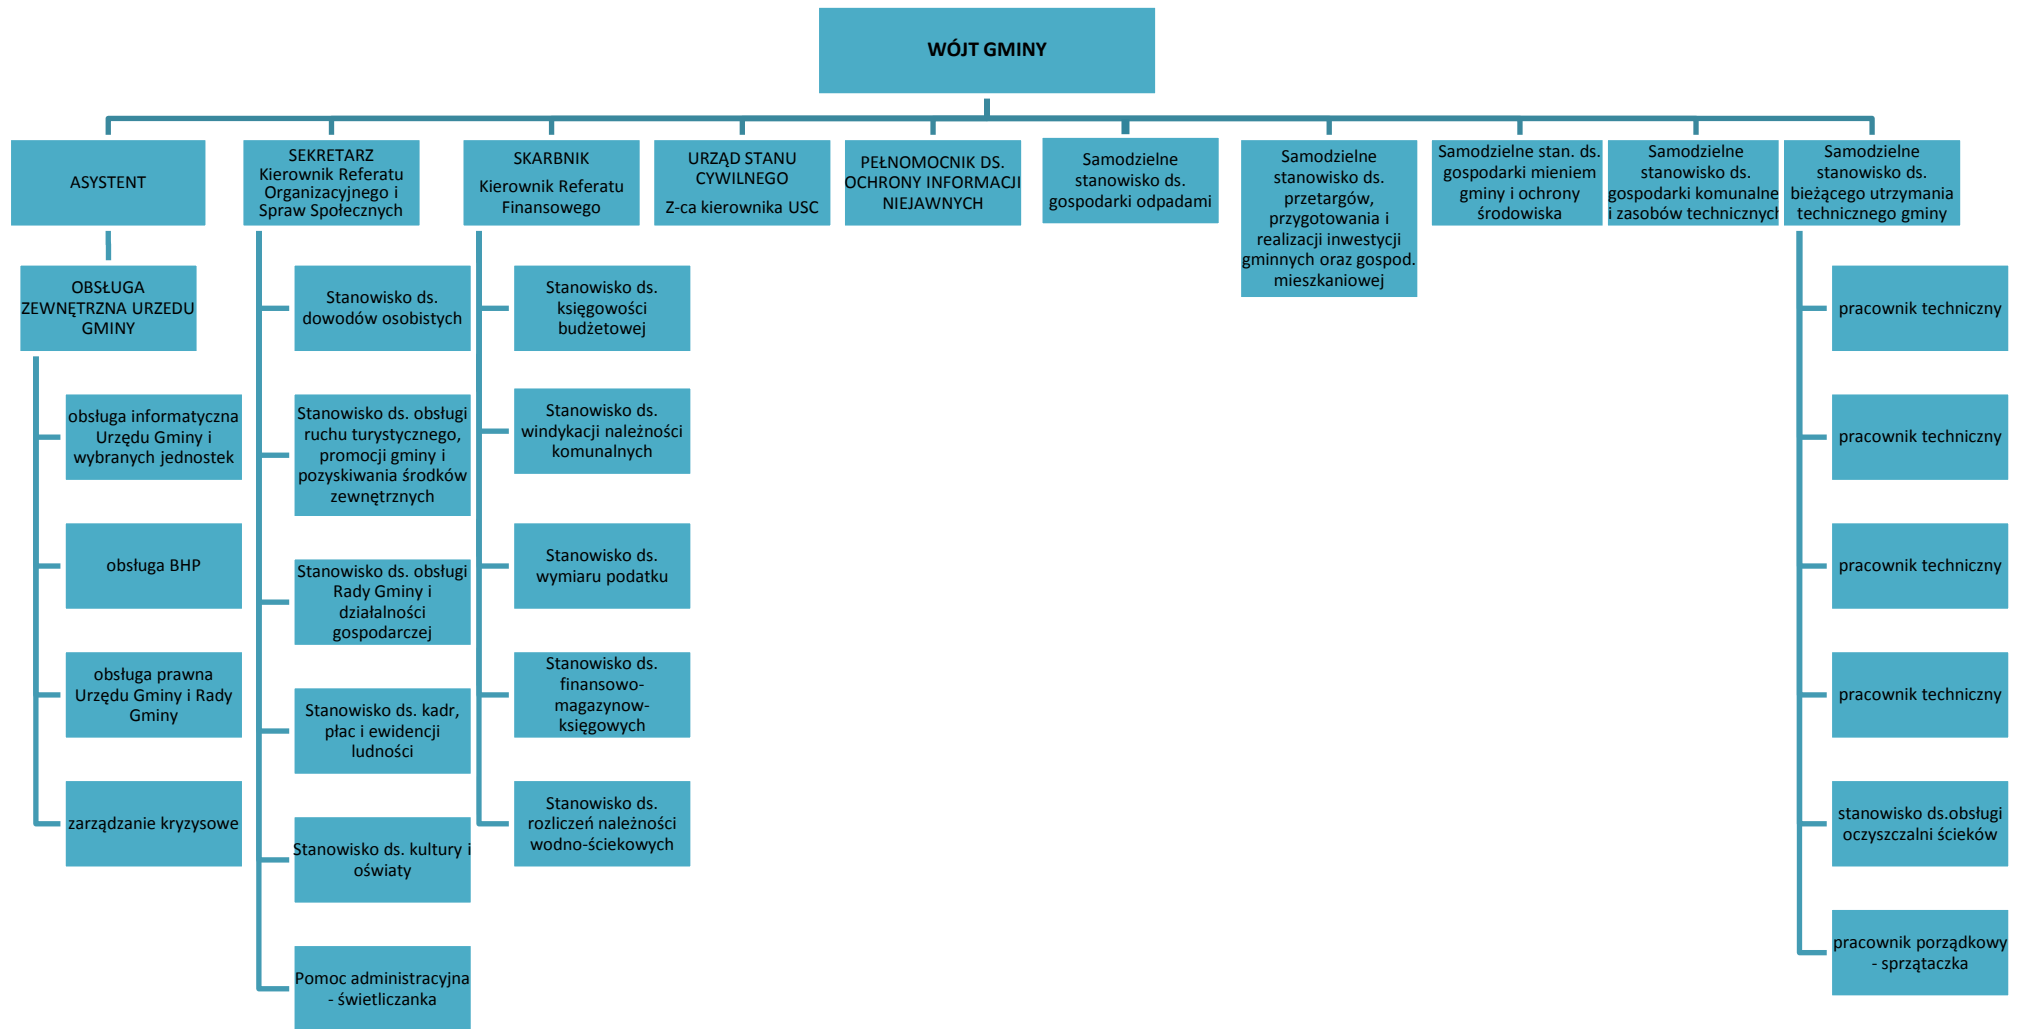 WÓJT GMINY
ASYSTENT
SEKRETARZ
Kierownik Referatu
Organizacyjnego i
Spraw Społecznych
SKARBNIK
Kierownik Referatu
Finansowego
URZĄD STANU
CYWILNEGO
Z-ca kierownika USC
PEŁNOMOCNIK DS.
OCHRONY INFORMACJI
NIEJAWNYCH
Samodzielne
stanowisko ds.
gospodarki odpadami
Samodzielne
stanowisko ds.
przetargów,
przygotowania i
realizacji inwestycji
gminnych oraz gospod.
mieszkaniowej
Samodzielne stan. ds.
gospodarki mieniem
gminy i ochrony
środowiska
Samodzielne
stanowisko ds.
gospodarki komunalne
i zasobów technicznych
Samodzielne
stanowisko ds.
bieżącego utrzymania
technicznego gminy
OBSŁUGA
ZEWNĘTRZNA URZEDU
GMINY
obsługa informatyczna
Urzędu Gminy i
wybranych jednostek
obsługa BHP
obsługa prawna
Urzędu Gminy i Rady
Gminy
zarządzanie kryzysowe
Stanowisko ds.
dowodów osobistych
Stanowisko ds. obsługi
ruchu turystycznego,
promocji gminy i
pozyskiwania środków
zewnętrznych
Stanowisko ds. obsługi
Rady Gminy i
działalności
gospodarczej
Stanowisko ds. kadr,
płac i ewidencji
ludności
Stanowisko ds. kultury i
oświaty
Pomoc administracyjna
- świetliczanka
Stanowisko ds.
księgowości
budżetowej
Stanowisko ds.
windykacji należności
komunalnych
Stanowisko ds.
wymiaru podatku
Stanowisko ds.
finansowo-
magazynow-
księgowych
Stanowisko ds.
rozliczeń należności
wodno-ściekowych
pracownik techniczny
pracownik techniczny
pracownik techniczny
pracownik techniczny
stanowisko ds.obsługi
oczyszczalni ścieków
pracownik porządkowy
- sprzątaczka